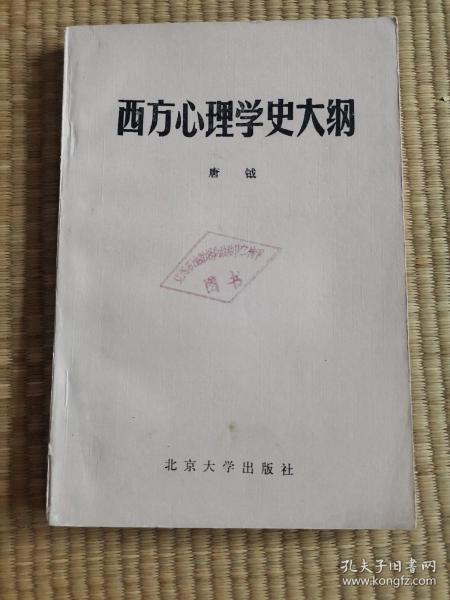 西方心理学史大纲
唐 钺
图书
北京大学出版社
孔夫子旧书网
www.kongfz.com